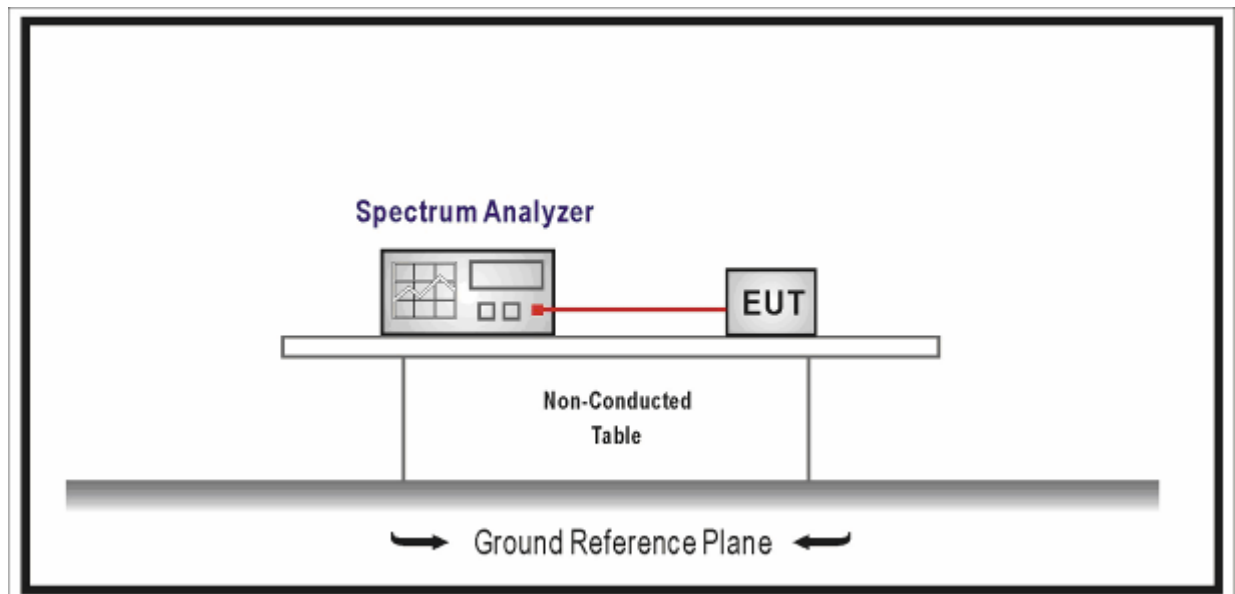 Spectrum Analyzer
EUT
Non-Conducted
Table
Ground Reference Plane